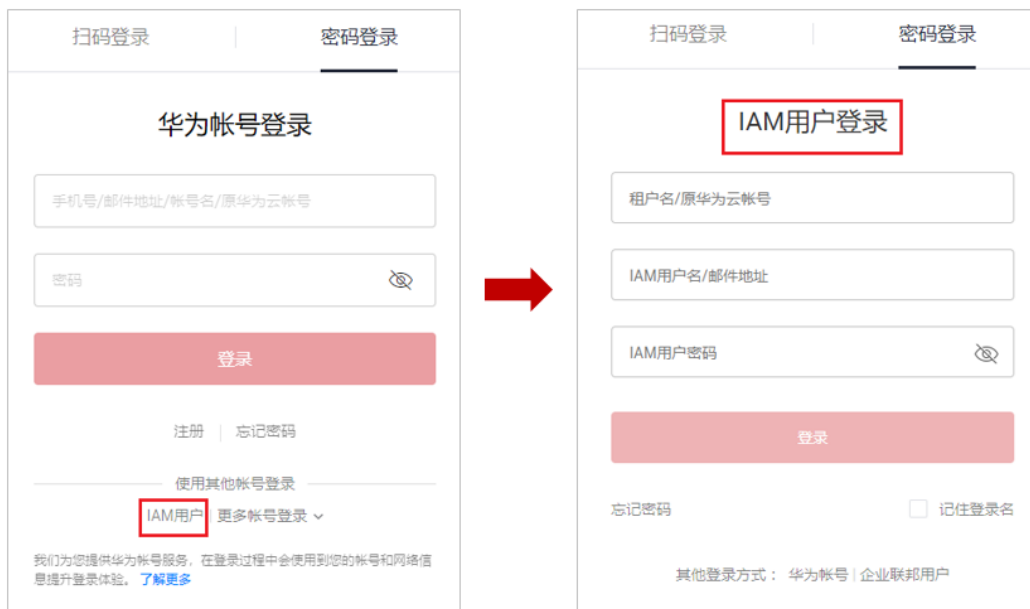 扫码登录 密码登录
华为帐号登录
手机号/邮件地址/帐号名/原华为云帐号
密码
登录
注册 | 忘记密码
使用其他帐号登录
IAM用户 | 更多帐号登录
我们为您提供华为帐号服务，在登录过程中会使用到您的帐号和网络信
息提升登录体验。 了解更多
扫码登录 密码登录
IAM用户登录
租户名/原华为云帐号
IAM用户名/邮件地址
IAM用户密码
登录
忘记密码 记住登录名
其他登录方式： 华为帐号 | 企业联邦用户